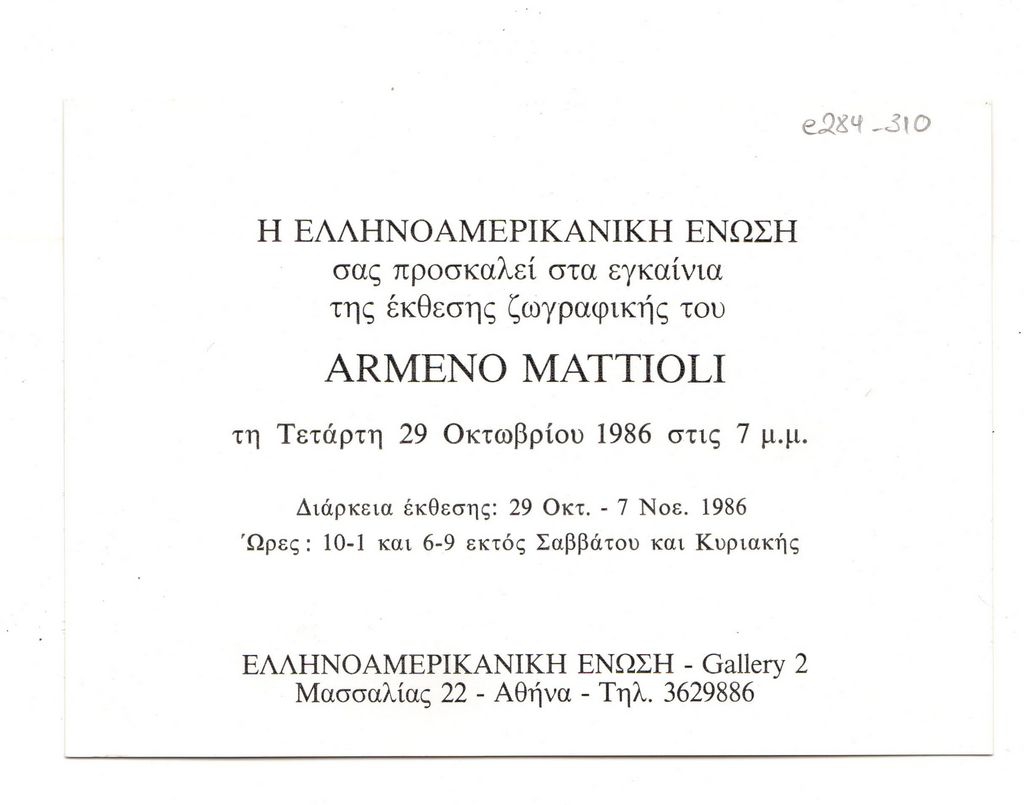 e284-310
Η ΕΛΛΗΝΟΑΜΕΡΙΚΑΝΙΚΗ ΕΝΩΣΗ
σας προσκαλεί στα εγκαίνια
της έκθεσης ζωγραφικής του
ARMENO MATTIOLI
τη Τετάρτη 29 Οκτωβρίου 1986 στις 7 μ.μ.
Διάρκεια έκθεσης: 29 Οκτ. - 7 Νοε. 1986
Ώρες: 10-1 και 6-9 εκτός Σαββάτου και Κυριακής
ΕΛΛΗΝΟΑΜΕΡΙΚΑΝΙΚΗ ΕΝΩΣΗ - Gallery 2
Μασσαλίας 22 - Αθήνα - Τηλ. 3629886